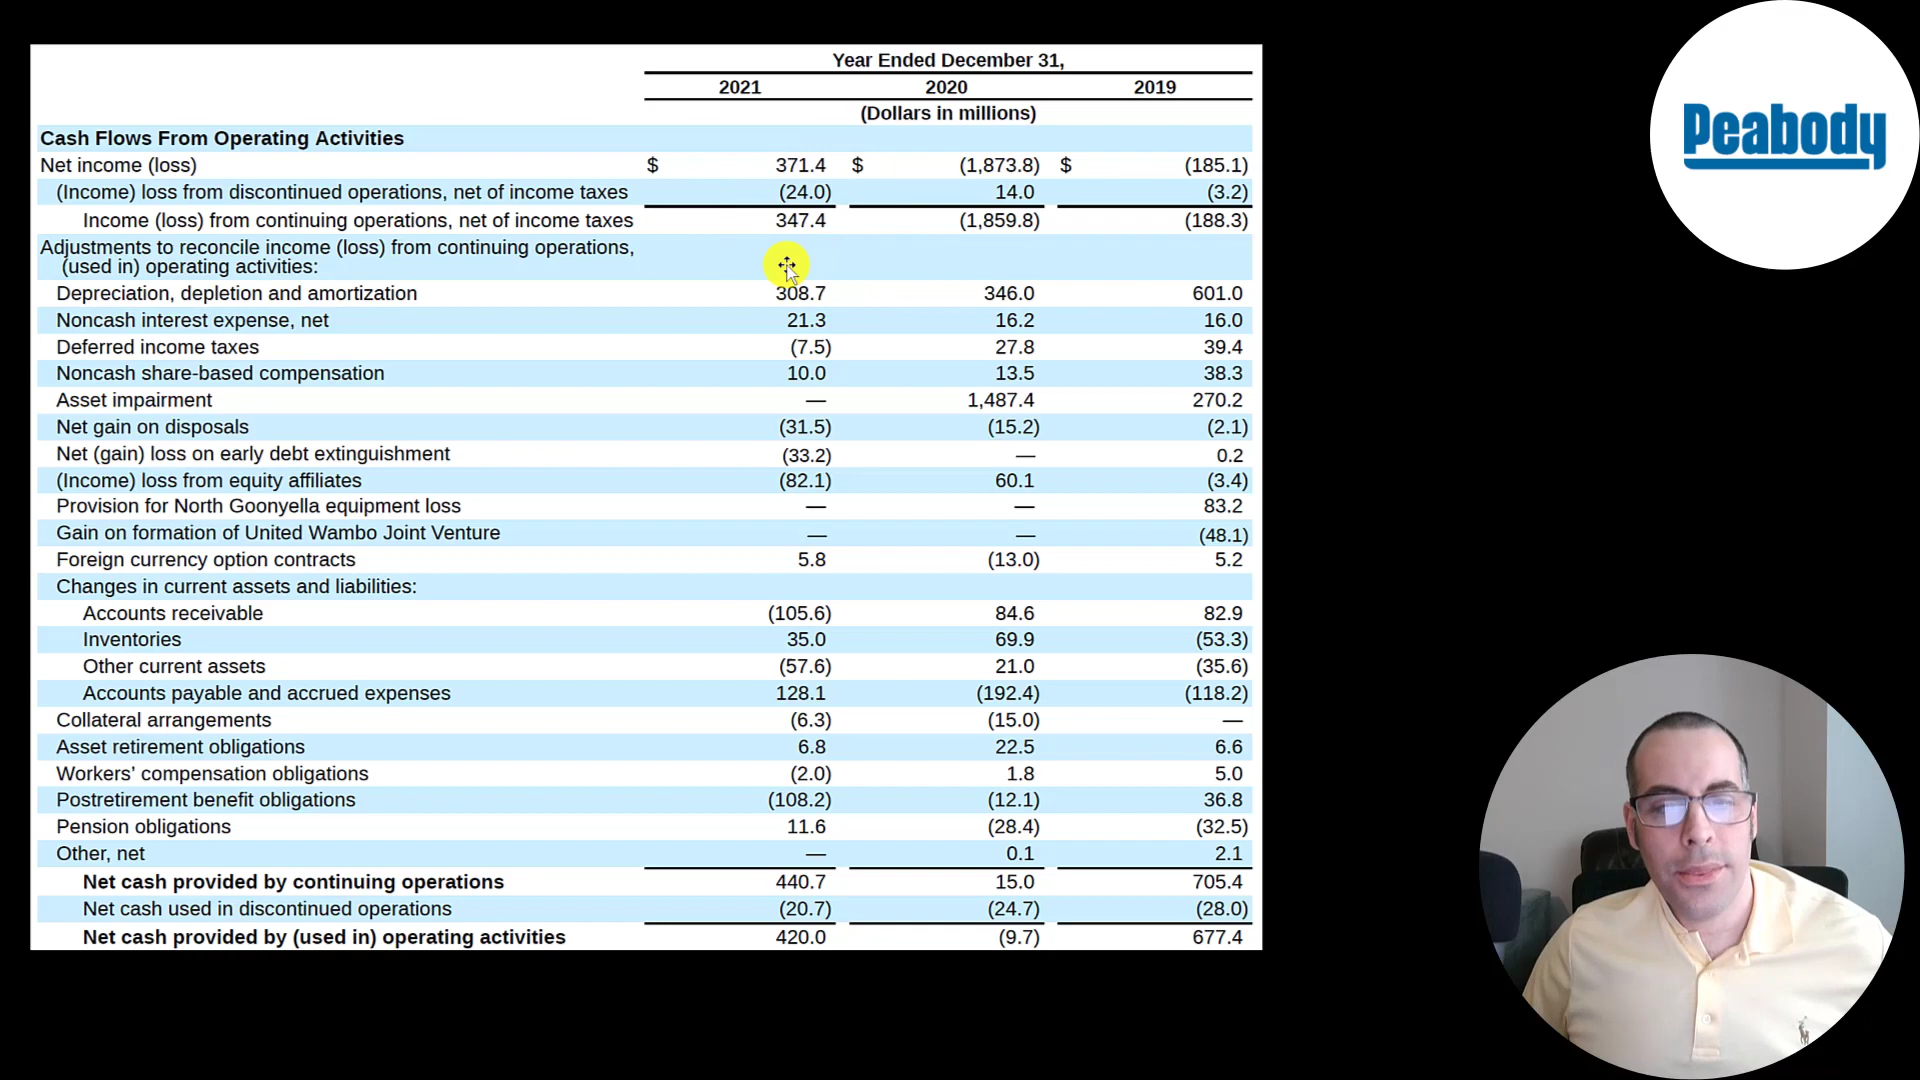 Year Ended December 31,
2021 2020 2019
(Dollars in millions)
Cash Flows From Operating Activities
Net income (loss) $ 371.4 $ (1,873.8) $ (185.1)
(Income) loss from discontinued operations, net of income taxes (24.0) 14.0 (3.2)
Income (loss) from continuing operations, net of income taxes 347.4 (1,859.8) (188.3)
Adjustments to reconcile income (loss) from continuing operations,
(used in) operating activities:
Depreciation, depletion and amortization 308.7 346.0 601.0
Noncash interest expense, net 21.3 16.2 16.0
Deferred income taxes (7.5) 27.8 39.4
Noncash share-based compensation 10.0 13.5 38.3
Asset impairment — 1,487.4 270.2
Net gain on disposals (31.5) (15.2) (2.1)
Net (gain) loss on early debt extinguishment (33.2) — 0.2
(Income) loss from equity affiliates (82.1) 60.1 (3.4)
Provision for North Goonyella equipment loss — — 83.2
Gain on formation of United Wambo Joint Venture — — (48.1)
Foreign currency option contracts 5.8 (13.0) 5.2
Changes in current assets and liabilities:
Accounts receivable (105.6) 84.6 82.9
Inventories 35.0 69.9 (53.3)
Other current assets (57.6) 21.0 (35.6)
Accounts payable and accrued expenses 128.1 (192.4) (118.2)
Collateral arrangements (6.3) (15.0) —
Asset retirement obligations 6.8 22.5 6.6
Workers' compensation obligations (2.0) 1.8 5.0
Postretirement benefit obligations (108.2) (12.1) 36.8
Pension obligations 11.6 (28.4) (32.5)
Other, net — 0.1 2.1
Net cash provided by continuing operations 440.7 15.0 705.4
Net cash used in discontinued operations (20.7) (24.7) (28.0)
Net cash provided by (used in) operating activities 420.0 (9.7) 677.4
Peabody